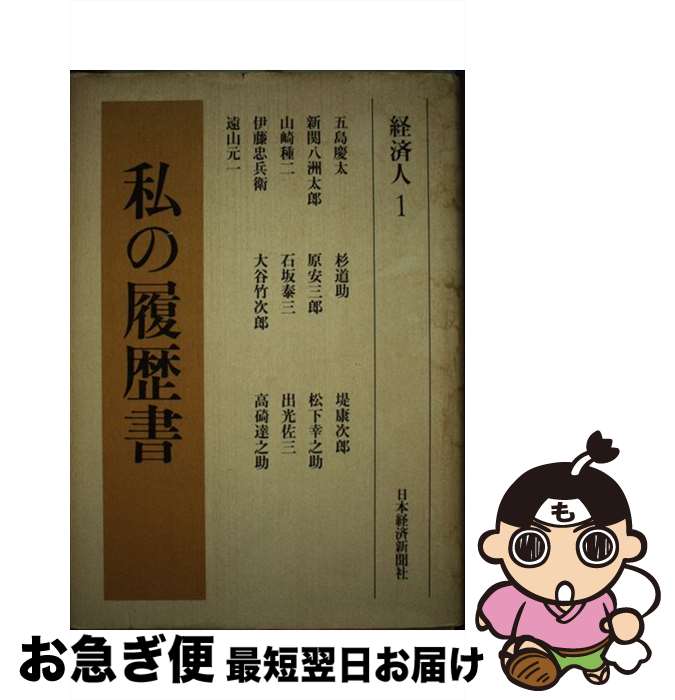 経済人 1
五島慶太 杉道助 堤康次郎
新関八洲太郎 原安三郎 松下幸之助
山崎種二 石坂泰三 出光佐三
伊藤忠兵衛 大谷竹次郎 高碕達之助
遠山元一
日本経済新聞社
私の履歴書
も
お急ぎ便 最短翌日お届け